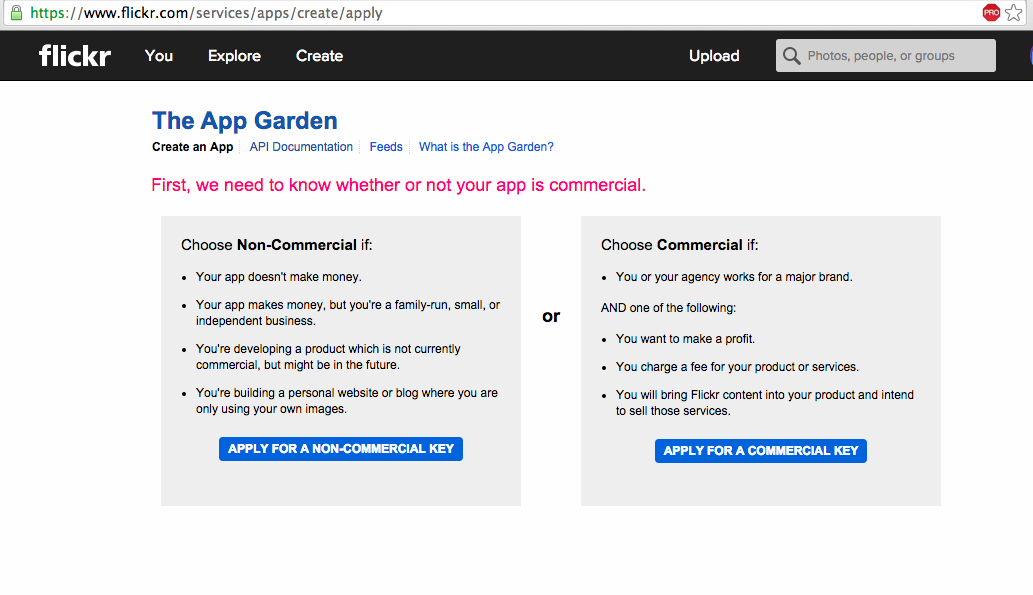 https://www.flickr.com/services/apps/create/apply
PRO
flickr You Explore Create Upload Photos, people, or groups
The App Garden
Create an App API Documentation Feeds What is the App Garden?
First, we need to know whether or not your app is commercial.
Choose Non-Commercial if:
• Your app doesn't make money.
• Your app makes money, but you're a family-run, small, or
independent business.
• You're developing a product which is not currently
commercial, but might be in the future.
• You're building a personal website or blog where you are
only using your own images.
APPLY FOR A NON-COMMERCIAL KEY
or
Choose Commercial if:
• You or your agency works for a major brand.
AND one of the following:
• You want to make a profit.
• You charge a fee for your product or services.
• You will bring Flickr content into your product and intend
to sell those services.
APPLY FOR A COMMERCIAL KEY